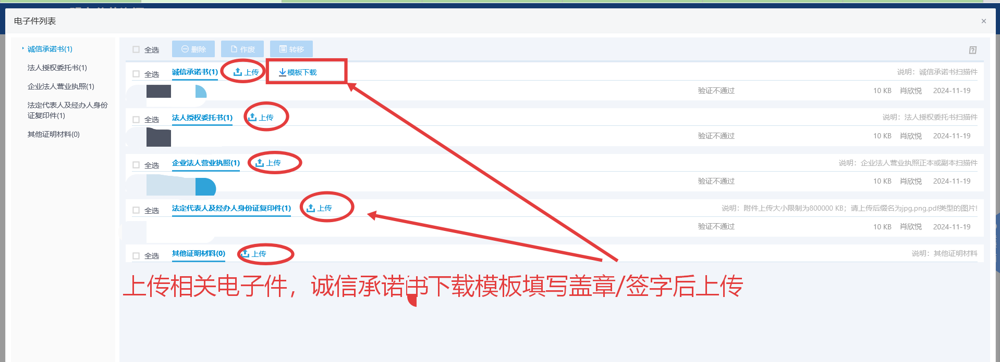 电子件列表
×
诚信承诺书(1)
法人授权委托书(1)
企业法人营业执照(1)
法定代表人及经办人身份
证复印件(1)
其他证明材料(0)
全选 删除 作废 转移
全选 诚信承诺书(1) 上传 模板下载 说明：诚信承诺书扫描件
验证不通过 10 KB 肖欣悦 2024-11-19
全选 法人授权委托书(1) 上传 说明：法人授权委托书扫描件
验证不通过 10 KB 肖欣悦 2024-11-19
全选 企业法人营业执照(1) 上传 说明：企业法人营业执照正本或副本扫描件
验证不通过 10 KB 肖欣悦 2024-11-19
全选 法定代表人及经办人身份证复印件(1) 上传 说明：附件上传大小限制为800000 KB；请上传后缀名为jpg,png,pdf类型的图片!
验证不通过 10 KB 肖欣悦 2024-11-19
全选 其他证明材料(0) 上传 说明：其他证明材料
上传相关电子件，诚信承诺书下载模板填写盖章/签字后上传